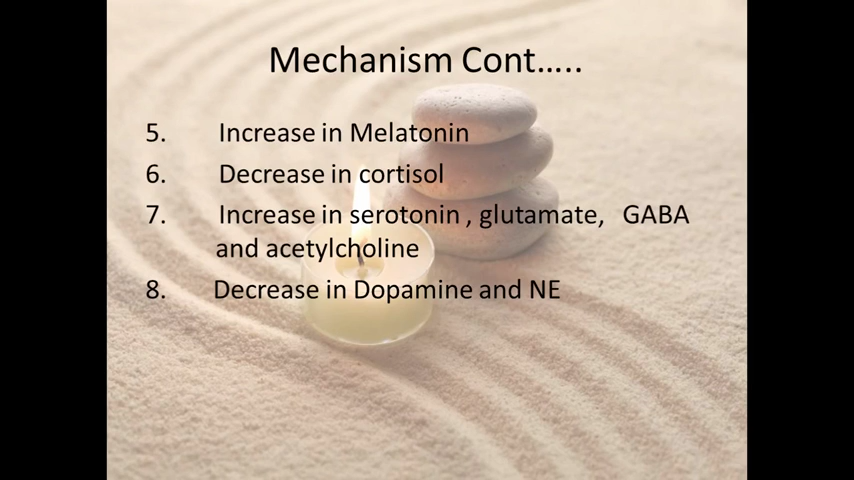 Mechanism Cont…..
5. Increase in Melatonin
6. Decrease in cortisol
7. Increase in serotonin , glutamate, GABA
and acetylcholine
8. Decrease in Dopamine and NE